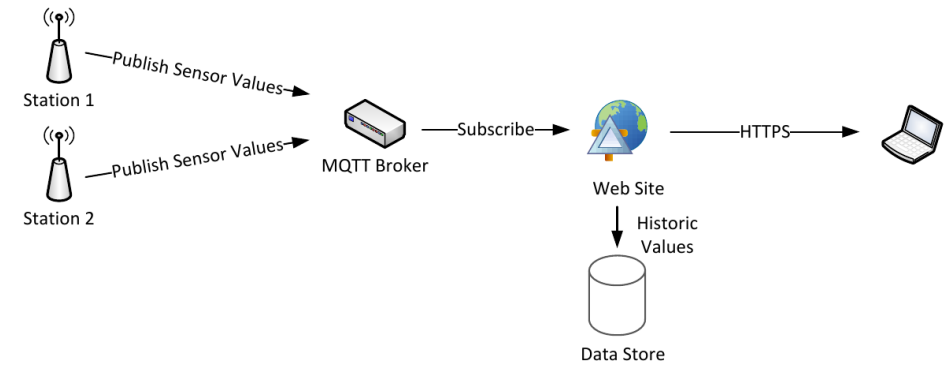 Publish Sensor Values
Station 1
Publish Sensor Values
Station 2
MQTT Broker
Subscribe
Web Site
HTTPS
Historic
Values
Data Store